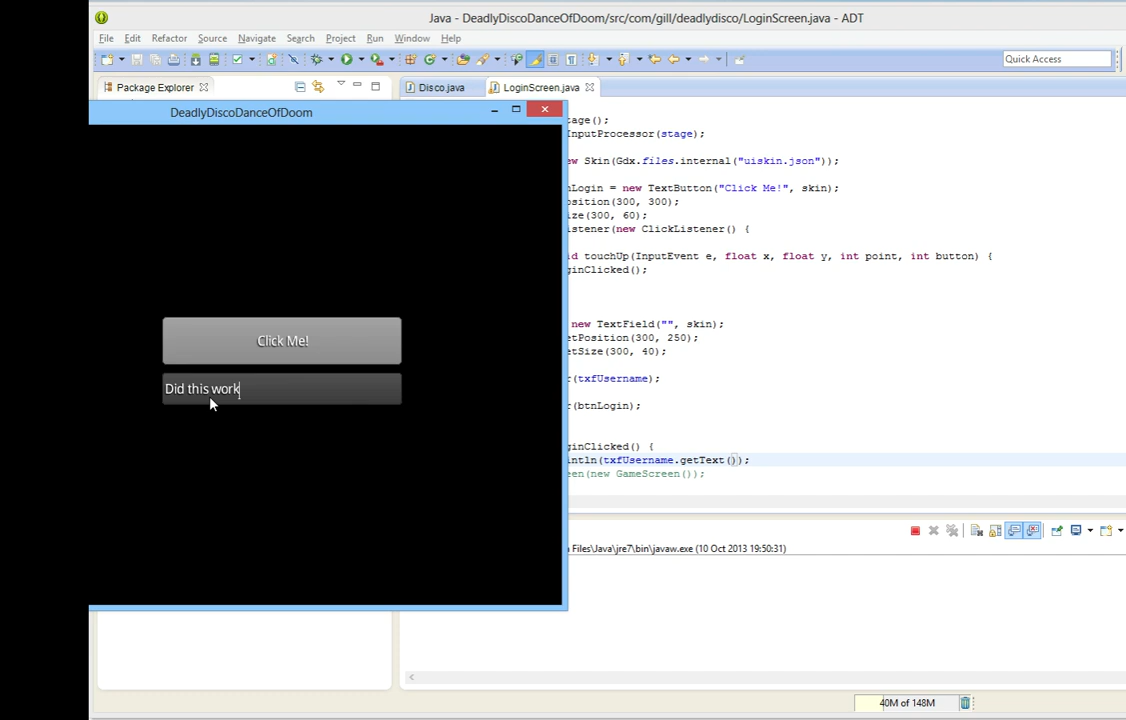 Java - DeadlyDiscoDanceOfDoom/src/com/gill/deadlydisco/LoginScreen.java - ADT
File Edit Refactor Source Navigate Search Project Run Window Help
Quick Access
Package Explorer
Disco.java
LoginScreen.java
DeadlyDiscoDanceOfDoom
tage();
InputProcessor(stage);
ew Skin(Gdx.files.internal("uiskin.json"));
nLogin = new TextButton("Click Me!", skin);
osition(300, 300);
ize(300, 60);
istener(new ClickListener() {
id touchUp(InputEvent e, float x, float y, int point, int button) {
ginClicked();
new TextField("", skin);
etPosition(300, 250);
etSize(300, 40);
r(txfUsername);
r(btnLogin);
ginClicked() {
intln(txfUsername.getText());
een(new GameScreen());
Click Me!
Did this work
Files\Java\jre7\bin\javaw.exe (10 Oct 2013 19:50:31)
40M of 148M